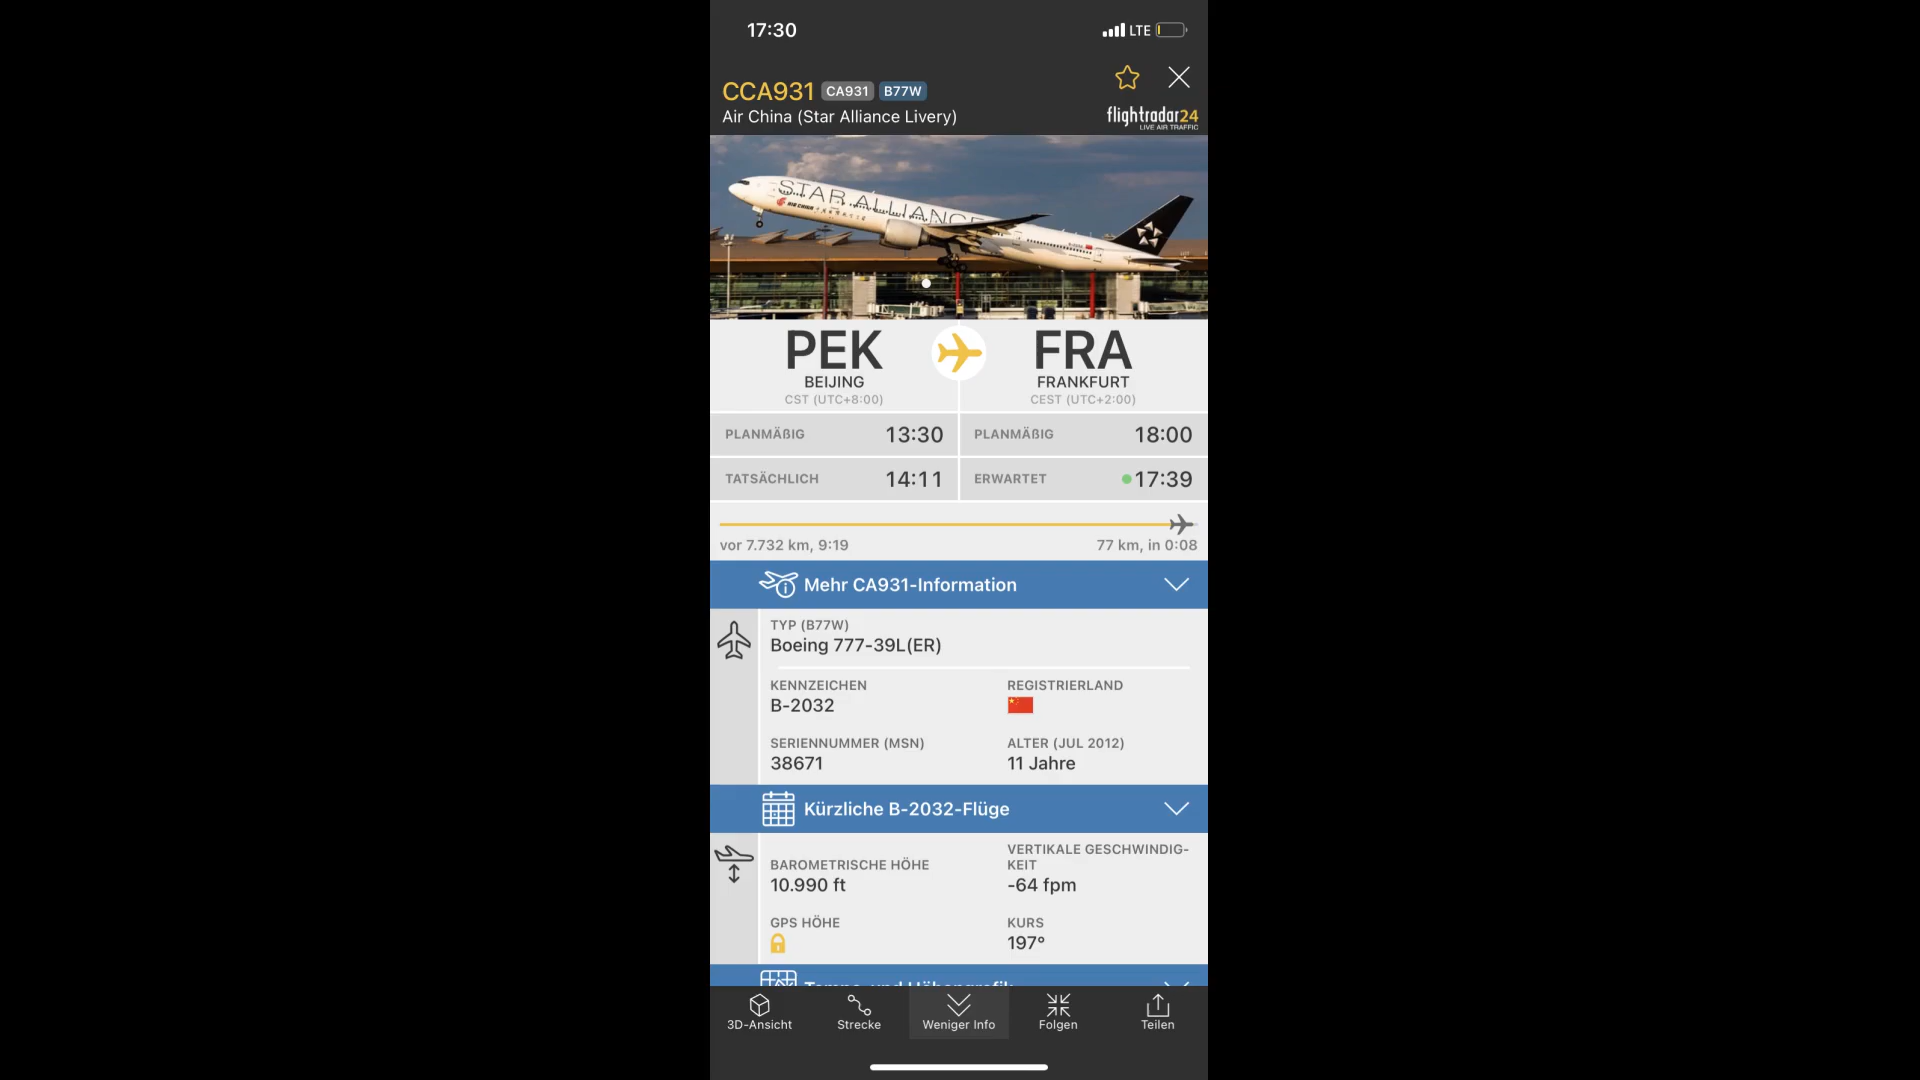 17:30
LTE
CCA931 CA931 B77W
Air China (Star Alliance Livery)
flightradar24
LIVE AIR TRAFFIC
STAR ALLIANCE
AIR CHINA
PEK
BEIJING
CST (UTC+8:00)
FRA
FRANKFURT
CEST (UTC+2:00)
PLANMÄßIG 13:30
PLANMÄßIG 18:00
TATSÄCHLICH 14:11
ERWARTET 17:39
vor 7.732 km, 9:19
77 km, in 0:08
Mehr CA931-Information
TYP (B77W)
Boeing 777-39L(ER)
KENNZEICHEN
B-2032
REGISTRIERLAND
SERIENNUMMER (MSN)
38671
ALTER (JUL 2012)
11 Jahre
Kürzliche B-2032-Flüge
BAROMETRISCHE HÖHE
10.990 ft
VERTIKALE GESCHWINDIG-
KEIT
-64 fpm
GPS HÖHE
KURS
197°
Tempo- und Höhengrafik
3D-Ansicht
Strecke
Weniger Info
Folgen
Teilen